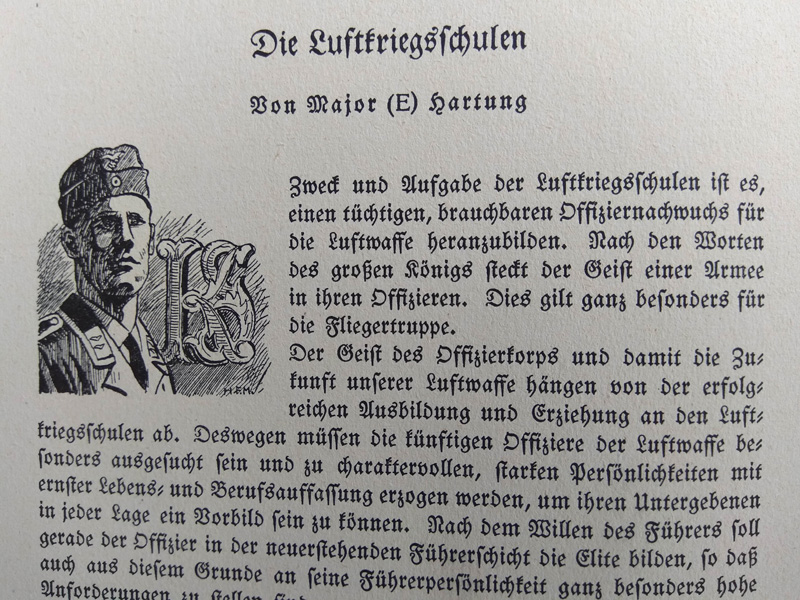 Die Luftkriegsschulen
Von Major (E) Hartung
Zweck und Aufgabe der Luftkriegsschulen ist es,
einen tüchtigen, brauchbaren Offiziernachwuchs für
die Luftwaffe heranzubilden. Nach den Worten
des großen Königs steckt der Geist einer Armee
in ihren Offizieren. Dies gilt ganz besonders für
die Fliegertruppe.
Der Geist des Offizierkorps und damit die Zu-
kunft unserer Luftwaffe hängen von der erfolg-
reichen Ausbildung und Erziehung an den Luft-
kriegsschulen ab. Deswegen müssen die künftigen Offiziere der Luftwaffe be-
sonders ausgesucht sein und zu charaktervollen, starken Persönlichkeiten mit
ernster Lebens- und Berufsauffassung erzogen werden, um ihren Untergebenen
in jeder Lage ein Vorbild sein zu können. Nach dem Willen des Führers soll
gerade der Offizier in der neuerstehenden Führerschicht die Elite bilden, so daß
auch aus diesem Grunde an seine Führerpersönlichkeit ganz besonders hohe
Anforderungen zu stellen sind
LKS
H.F.M.